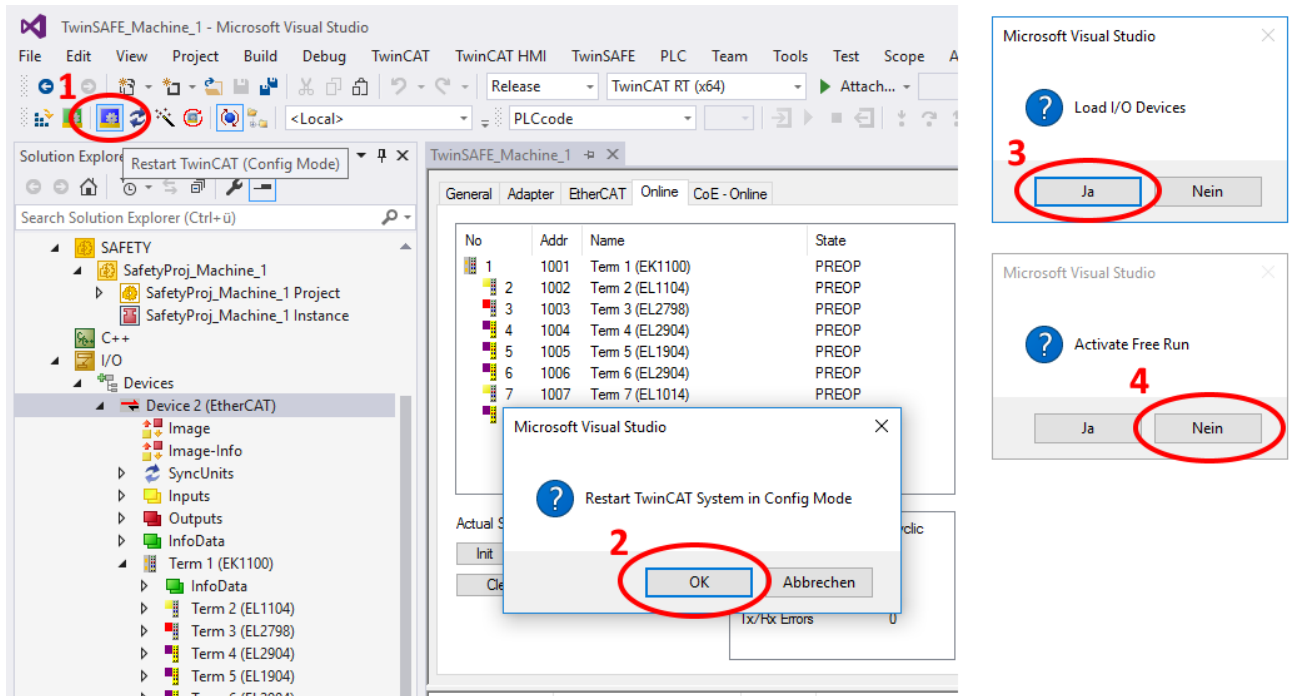 TwinSAFE_Machine_1 - Microsoft Visual Studio
File Edit View Project Build Debug TwinCAT TwinCAT HMI TwinSAFE PLC Team Tools Test Scope A
1
Release TwinCAT RT (x64) Attach...
<Local> PLCcode
Solution Explore
Restart TwinCAT (Config Mode)
Search Solution Explorer (Ctrl+ü)
SAFETY
SafetyProj_Machine_1
SafetyProj_Machine_1 Project
SafetyProj_Machine_1 Instance
C++
I/O
Devices
Device 2 (EtherCAT)
Image
Image-Info
SyncUnits
Inputs
Outputs
InfoData
Term 1 (EK1100)
InfoData
Term 2 (EL1104)
Term 3 (EL2798)
Term 4 (EL2904)
Term 5 (EL1904)
TwinSAFE_Machine_1
General Adapter EtherCAT Online CoE - Online
No Addr Name State
1 1001 Term 1 (EK1100) PREOP
2 1002 Term 2 (EL1104) PREOP
3 1003 Term 3 (EL2798) PREOP
4 1004 Term 4 (EL2904) PREOP
5 1005 Term 5 (EL1904) PREOP
6 1006 Term 6 (EL2904) PREOP
7 1007 Term 7 (EL1014) PREOP
Actual S
yclic
Init
Cle
Tx/Rx Errors 0
Microsoft Visual Studio
Restart TwinCAT System in Config Mode
2
OK Abbrechen
Microsoft Visual Studio
Load I/O Devices
3
Ja Nein
Microsoft Visual Studio
Activate Free Run
4
Ja Nein